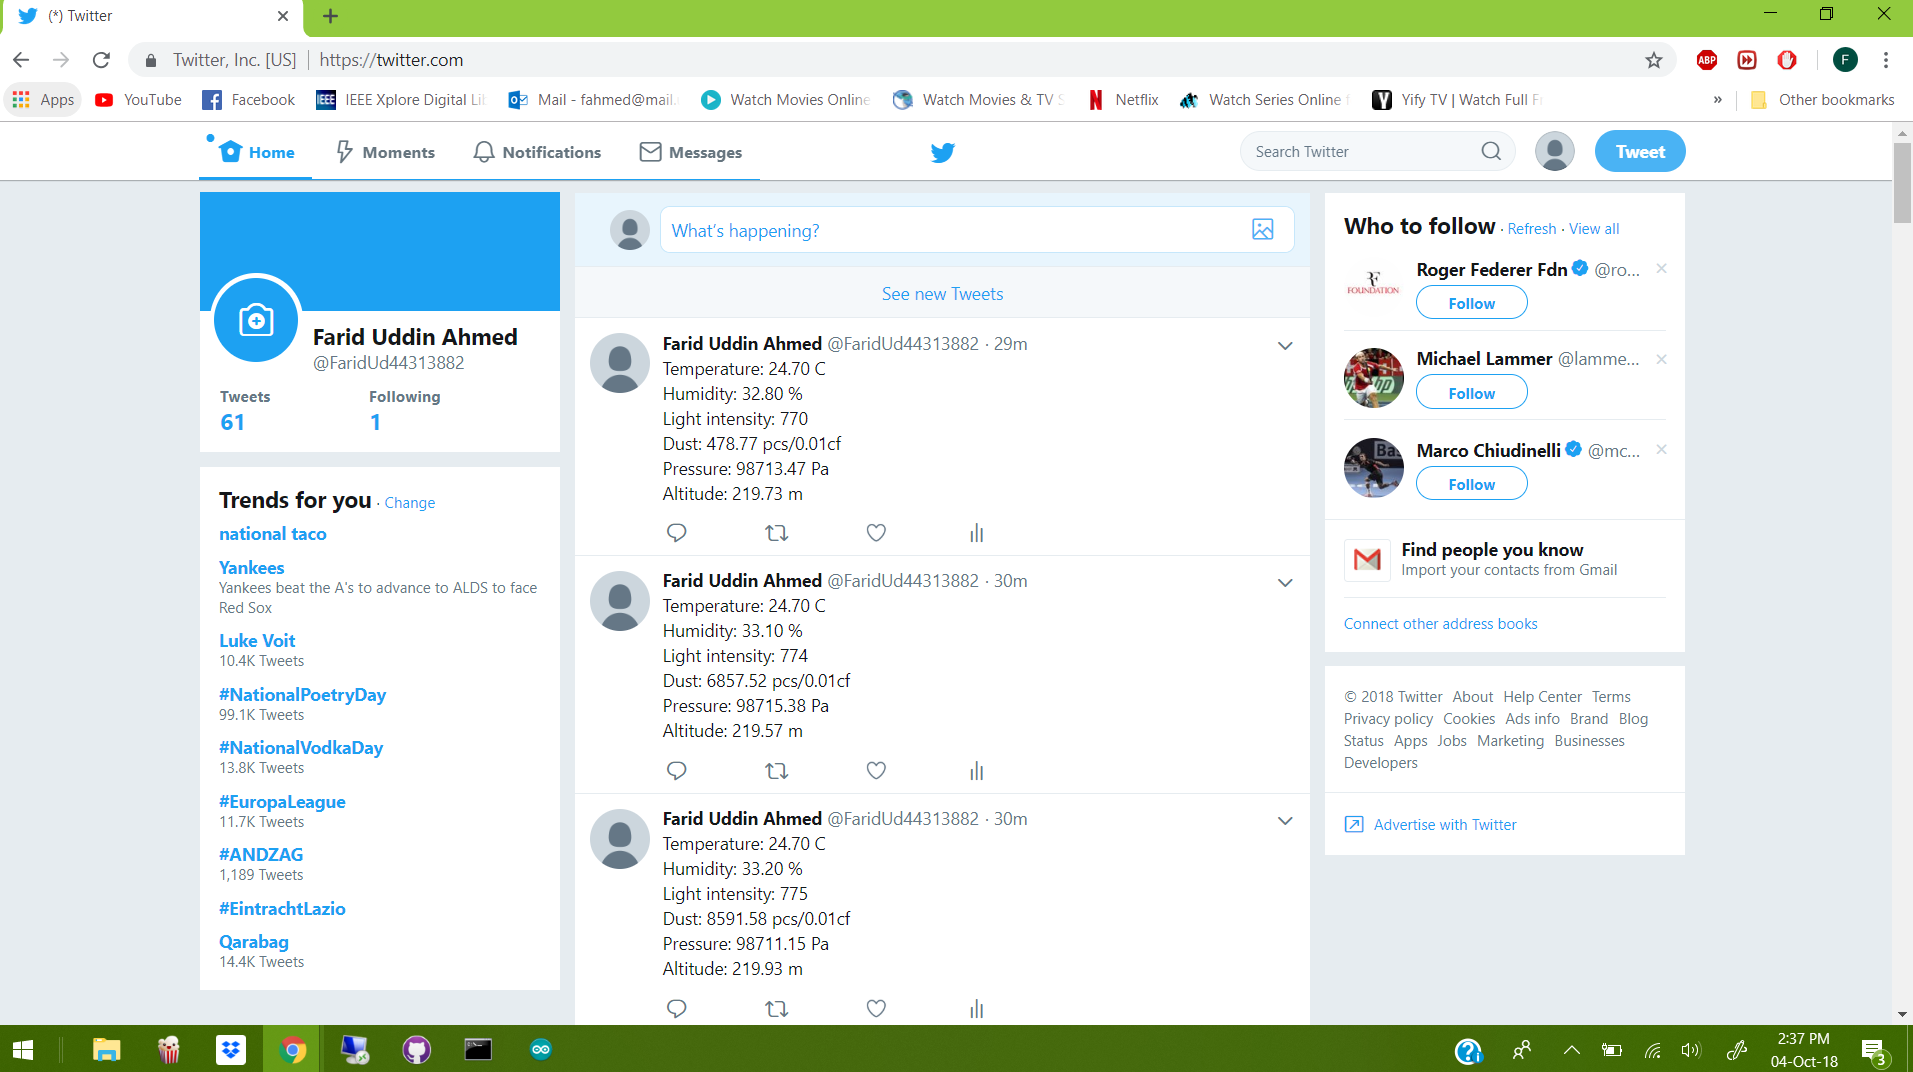 (*) Twitter
Twitter, Inc. [US] https://twitter.com
ABP
F
Apps YouTube Facebook IEEE IEEE Xplore Digital Li Mail - fahmed@mail. Watch Movies Online Watch Movies & TV S Netflix Watch Series Online Yify TV | Watch Full F » Other bookmarks
Home Moments Notifications Messages Search Twitter Tweet
Farid Uddin Ahmed
@FaridUd44313882
Tweets Following
61 1
Trends for you · Change
national taco
Yankees
Yankees beat the A's to advance to ALDS to face
Red Sox
Luke Voit
10.4K Tweets
#NationalPoetryDay
99.1K Tweets
#NationalVodkaDay
13.8K Tweets
#EuropaLeague
11.7K Tweets
#ANDZAG
1,189 Tweets
#EintrachtLazio
Qarabag
14.4K Tweets
What's happening?
See new Tweets
Farid Uddin Ahmed @FaridUd44313882 · 29m
Temperature: 24.70 C
Humidity: 32.80 %
Light intensity: 770
Dust: 478.77 pcs/0.01cf
Pressure: 98713.47 Pa
Altitude: 219.73 m
Farid Uddin Ahmed @FaridUd44313882 · 30m
Temperature: 24.70 C
Humidity: 33.10 %
Light intensity: 774
Dust: 6857.52 pcs/0.01cf
Pressure: 98715.38 Pa
Altitude: 219.57 m
Farid Uddin Ahmed @FaridUd44313882 · 30m
Temperature: 24.70 C
Humidity: 33.20 %
Light intensity: 775
Dust: 8591.58 pcs/0.01cf
Pressure: 98711.15 Pa
Altitude: 219.93 m
Who to follow · Refresh · View all
Roger Federer Fdn @ro...
FOUNDATION
Follow
Michael Lammer @lamme...
Follow
Marco Chiudinelli @mc...
Follow
Find people you know
Import your contacts from Gmail
Connect other address books
© 2018 Twitter About Help Center Terms
Privacy policy Cookies Ads info Brand Blog
Status Apps Jobs Marketing Businesses
Developers
Advertise with Twitter
2:37 PM
04-Oct-18
3